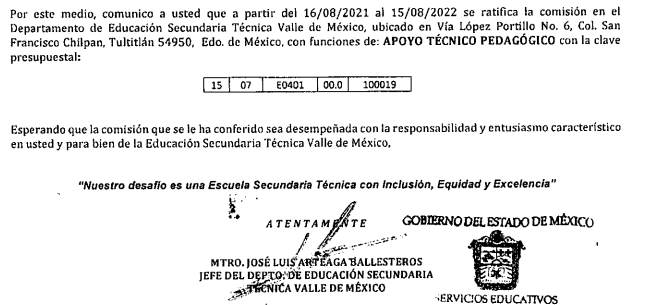 Por este medio, comunico a usted que a partir del 16/08/2021 al 15/08/2022 se ratifica la comisión en el
Departamento de Educación Secundaria Técnica Valle de México, ubicado en Vía López Portillo No. 6, Col. San
Francisco Chilpan, Tultitlán 54950, Edo. de México, con funciones de: APOYO TÉCNICO PEDAGÓGICO con la clave
presupuestal:
15 07 E0401 00.0 100019
Esperando que la comisión que se le ha conferido sea desempeñada con la responsabilidad y entusiasmo característico
en usted y para bien de la Educación Secundaria Técnica Valle de México,
"Nuestro desafío es una Escuela Secundaria Técnica con Inclusión, Equidad y Excelencia"
ATENTAMENTE
GOBIERNO DEL ESTADO DE MÉXICO
MTRO. JOSÉ LUIS ARTEAGA BALLESTEROS
JEFE DEL DEPTO. DE EDUCACIÓN SECUNDARIA
TÉCNICA VALLE DE MÉXICO
SERVICIOS EDUCATIVOS